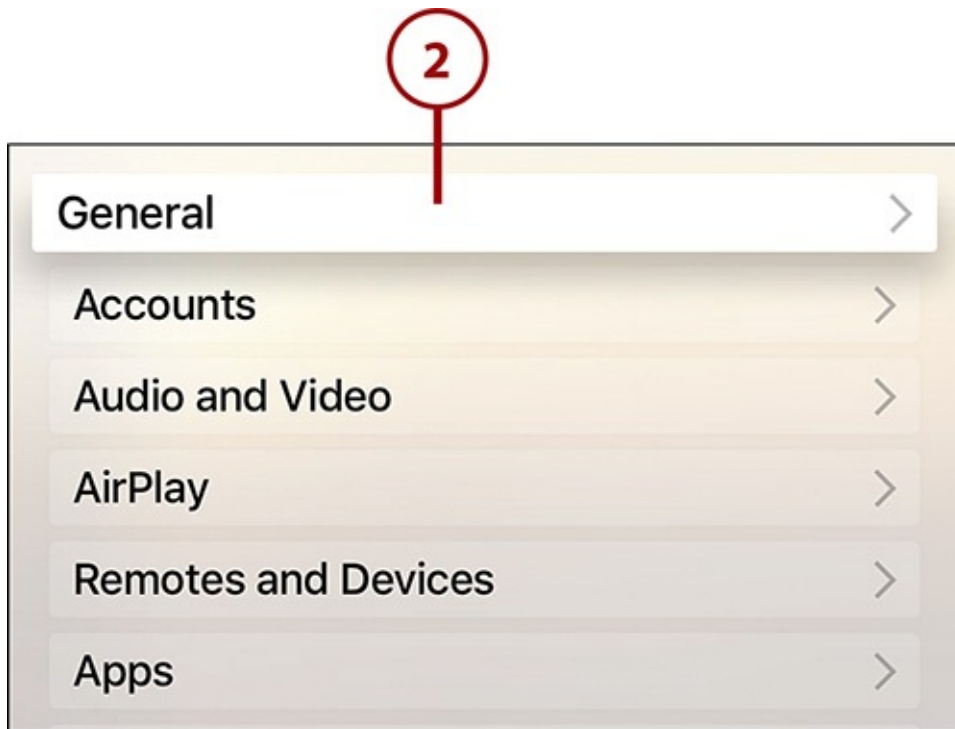 2
General
Accounts
Audio and Video
AirPlay
Remotes and Devices
Apps